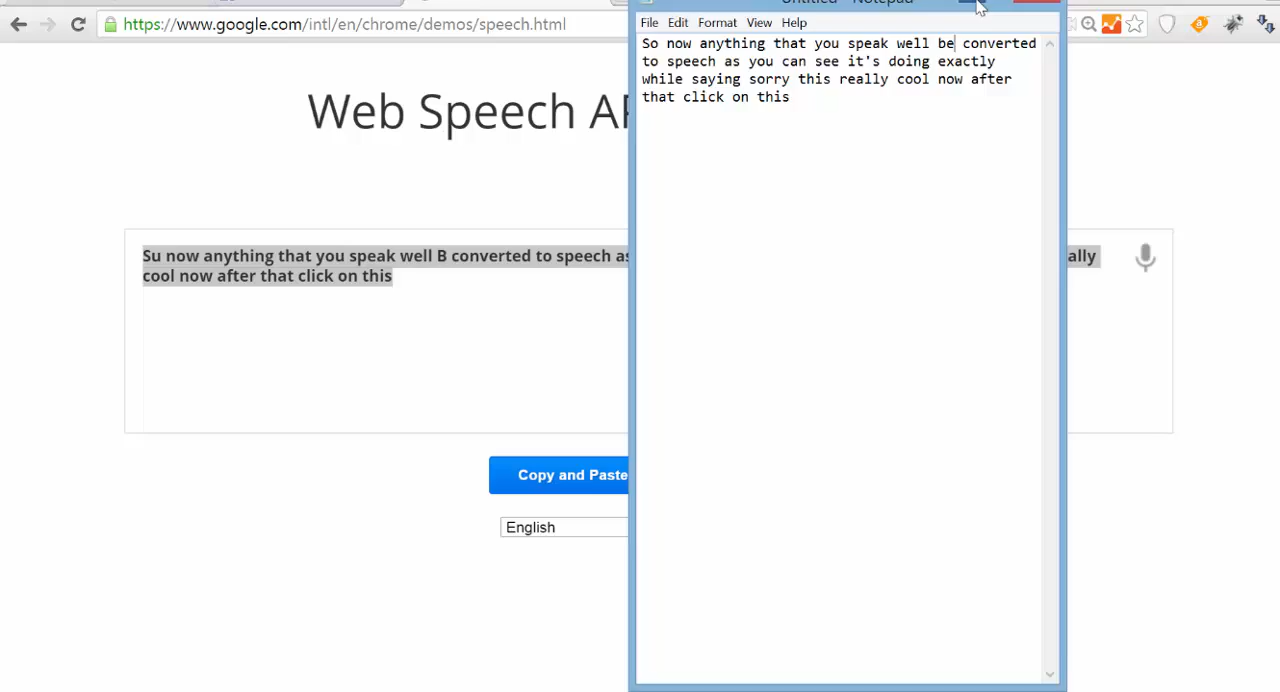 https://www.google.com/intl/en/chrome/demos/speech.html
Web Speech
Su now anything that you speak well B converted to speech as
ally
cool now after that click on this
Copy and Paste
English
Untitled - Notepad
File Edit Format View Help
So now anything that you speak well be converted
to speech as you can see it's doing exactly
while saying sorry this really cool now after
that click on this